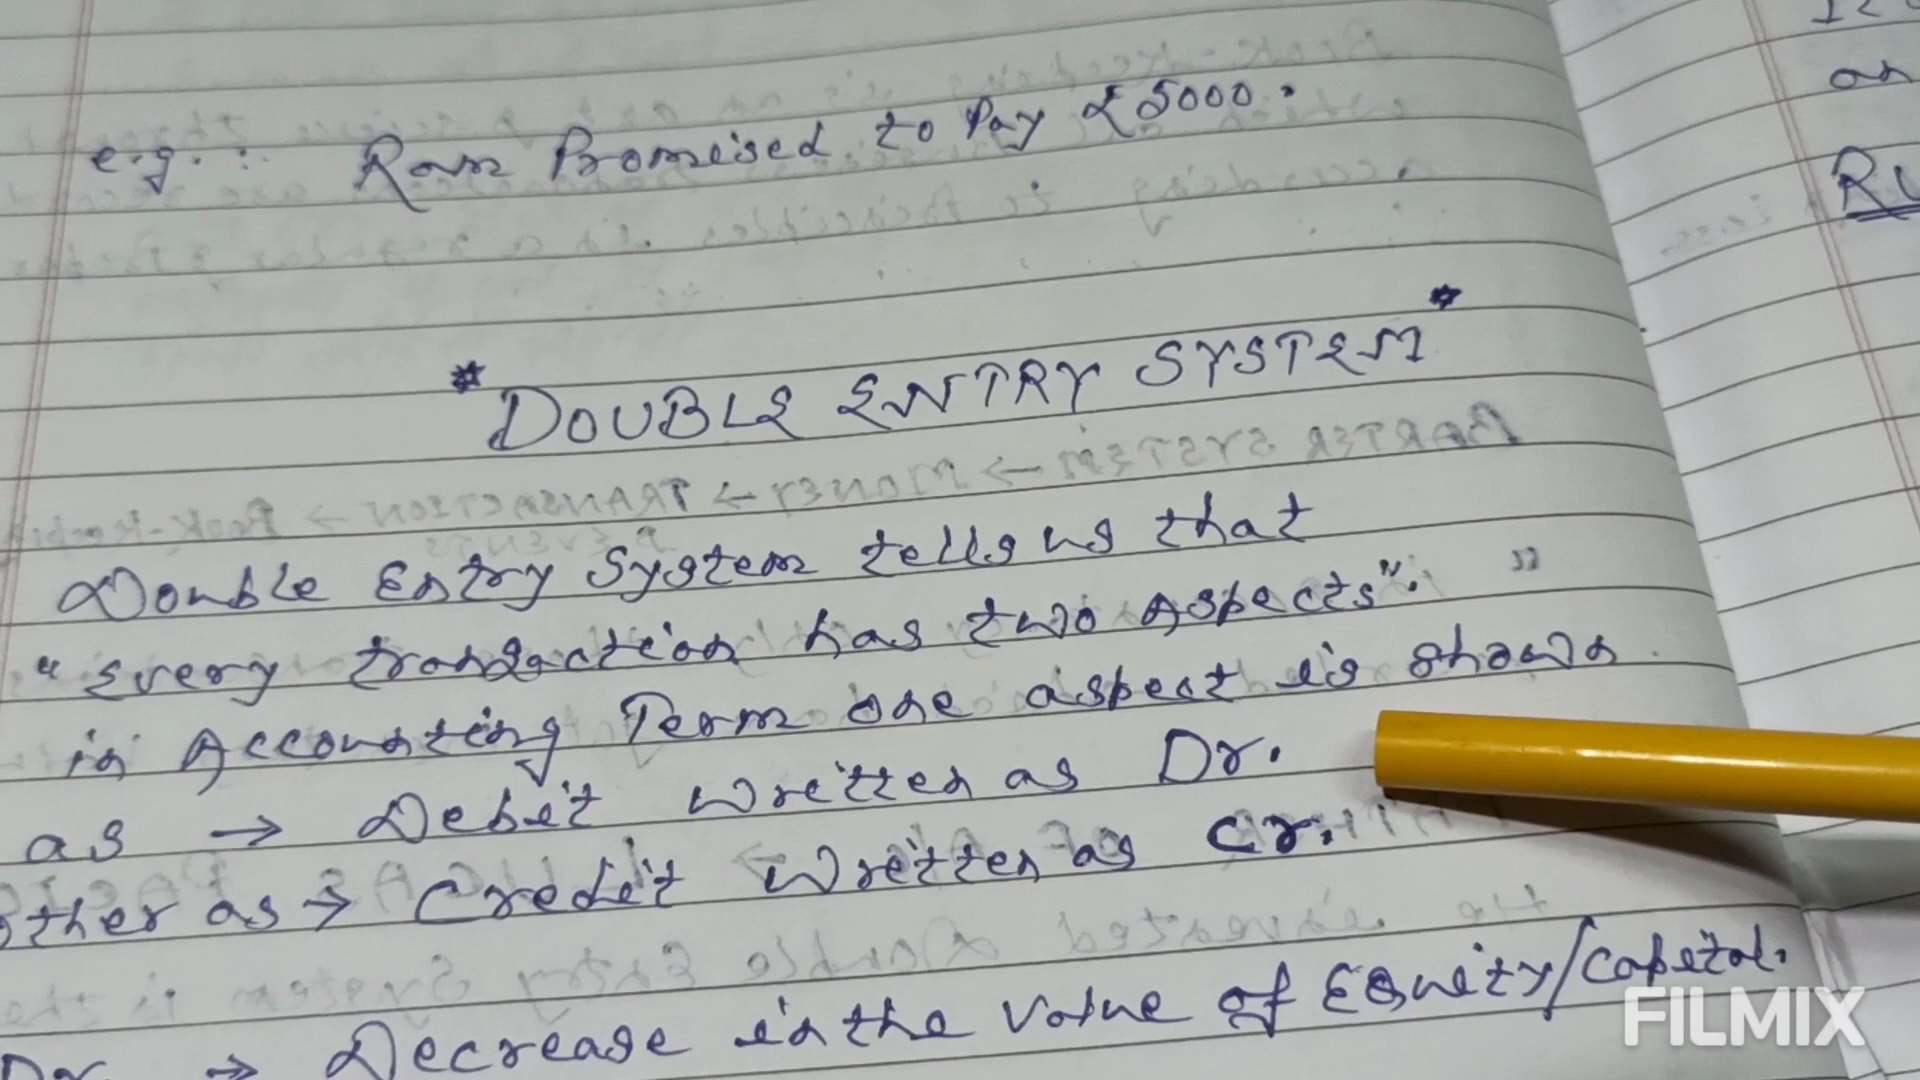 e.g.: Ram Promised to Pay ₹ 5000.
* DOUBLE ENTRY SYSTEM *
Double Entry System tells us that
"Every transaction has two Aspects".
in Accounting Term one aspect is shown
as → Debit written as Dr.
other as → Credit written as Cr.
Dr. → Decrease in the value of Equity/Capital.
FILMIX